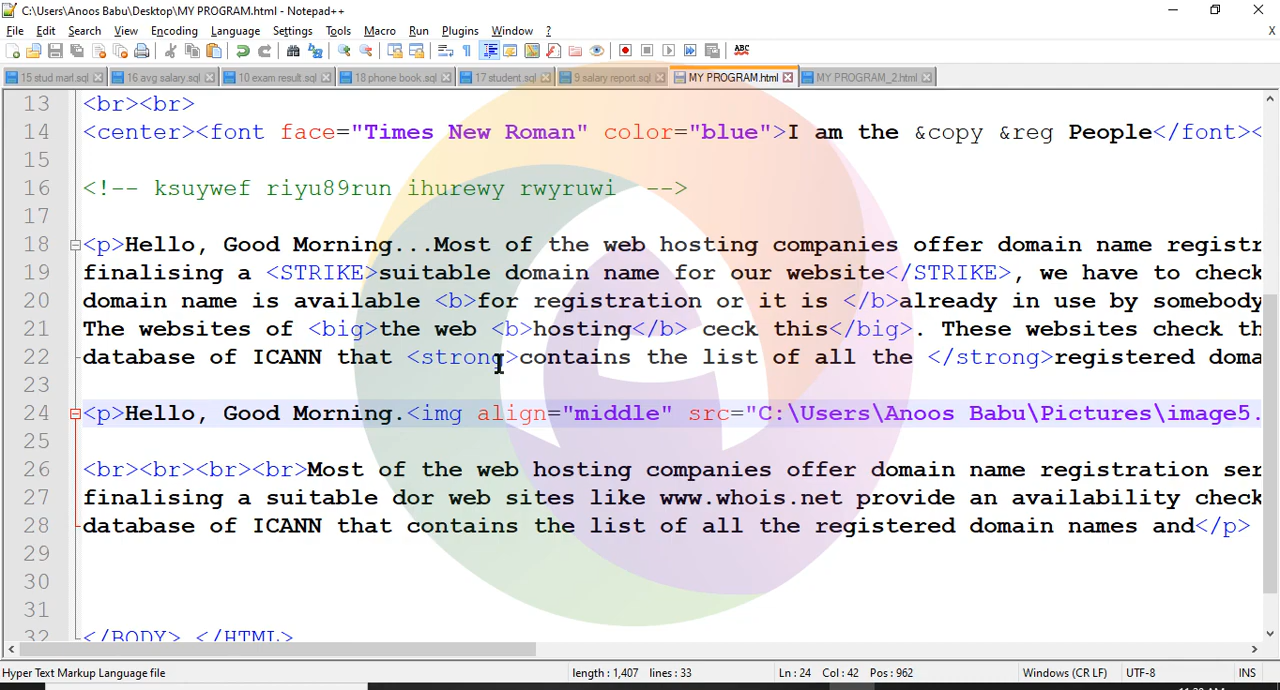 C:\Users\Anoos Babu\Desktop\MY PROGRAM.html - Notepad++
File Edit Search View Encoding Language Settings Tools Macro Run Plugins Window ? X
ABC
15 stud marl.sql 16 avg salary.sql 10 exam result.sql 18 phone book.sql 17 student.sql 9 salary report.sql MY PROGRAM.html MY PROGRAM_2.html
13 <br><br>
14 <center><font face="Times New Roman" color="blue">I am the &copy &reg People</font><
15
16 <!-- ksuywef riyu89run ihurewy rwyruwi  -->
17
18 <p>Hello, Good Morning...Most of the web hosting companies offer domain name registr
19 finalising a <STRIKE>suitable domain name for our website</STRIKE>, we have to check
20 domain name is available <b>for registration or it is </b>already in use by somebody
21 The websites of <big>the web <b>hosting</b> ceck this</big>. These websites check th
22 database of ICANN that <strong>contains the list of all the </strong>registered doma
23
24 <p>Hello, Good Morning.<img align="middle" src="C:\Users\Anoos Babu\Pictures\image5.
25
26 <br><br><br><br>Most of the web hosting companies offer domain name registration ser
27 finalising a suitable dor web sites like www.whois.net provide an availability check
28 database of ICANN that contains the list of all the registered domain names and</p>
29
30
31
32 </BODY> </HTML>
Hyper Text Markup Language file length : 1,407 lines : 33 Ln : 24 Col : 42 Pos : 962 Windows (CR LF) UTF-8 INS